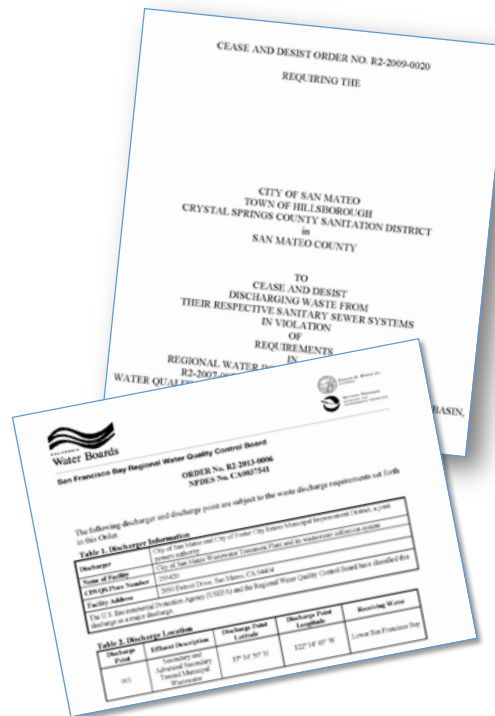 CEASE AND DESIST ORDER NO. R2-2009-0020
REQUIRING THE
CITY OF SAN MATEO
TOWN OF HILLSBOROUGH
CRYSTAL SPRINGS COUNTY SANITATION DISTRICT
in
SAN MATEO COUNTY
TO
CEASE AND DESIST
DISCHARGING WASTE FROM
THEIR RESPECTIVE SANITARY SEWER SYSTEMS
IN VIOLATION
OF
REQUIREMENTS
IN
REGIONAL WATER
R2-2007-
WATER BASIN,
CALIFORNIA
Water Boards
San Francisco Bay Regional Water Quality Control Board
ORDER No. R2-2013-0006
NPDES No. CA0037541
The following discharger and discharge point are subject to the waste discharge requirements set forth
in this Order.
Table 1. Discharger Information
Discharger
City of San Mateo and City of Foster City Estero Municipal Improvement District, a joint
powers authority
Name of Facility
City of San Mateo Wastewater Treatment Plant and its wastewater collection system
CIWQS Place Number
Facility Address
2050 Detroit Drive, San Mateo, CA 94404
The U.S. Environmental Protection Agency (USEPA) and the Regional Water Quality Control Board have classified this
discharge as a major discharge.
Table 2. Discharge Location
Discharge
Point
Effluent Description
Discharge Point
Latitude
Discharge Point
Longitude
Receiving Water
001
Secondary and
Advanced Secondary
Treated Municipal
Wastewater
37° 34' 50" N
122° 14' 45" W
Lower San Francisco Bay